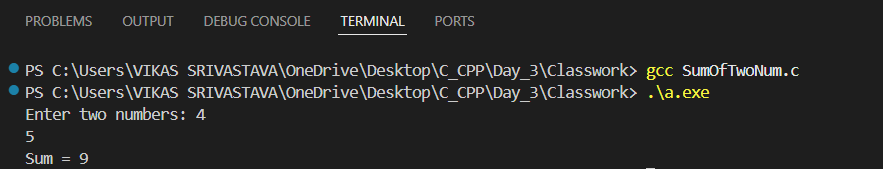 PROBLEMS OUTPUT DEBUG CONSOLE TERMINAL PORTS
PS C:\Users\VIKAS SRIVASTAVA\OneDrive\Desktop\C_CPP\Day_3\Classwork> gcc SumOfTwoNum.c
PS C:\Users\VIKAS SRIVASTAVA\OneDrive\Desktop\C_CPP\Day_3\Classwork> .\a.exe
Enter two numbers: 4
5
Sum = 9